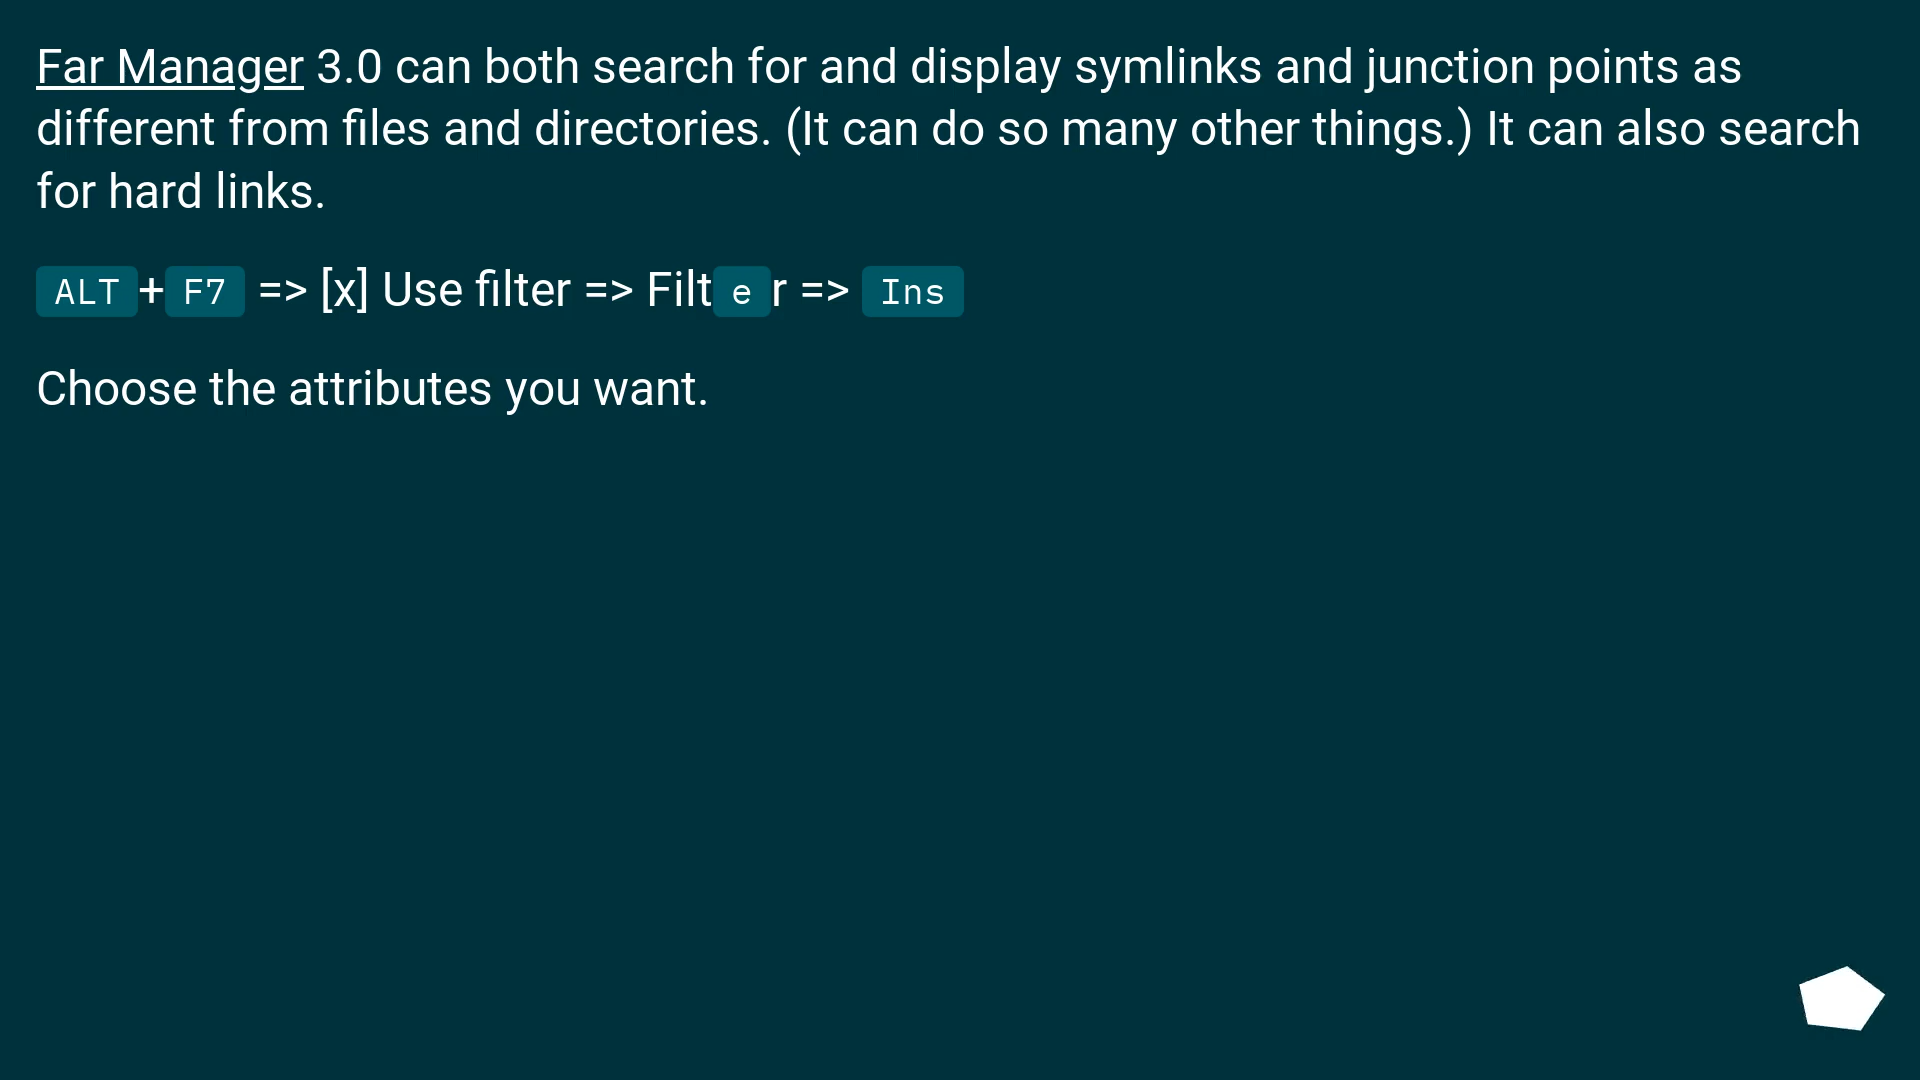 Far Manager 3.0 can both search for and display symlinks and junction points as
different from files and directories. (It can do so many other things.) It can also search
for hard links.
ALT+F7 => [x] Use filter => Filter => Ins
Choose the attributes you want.